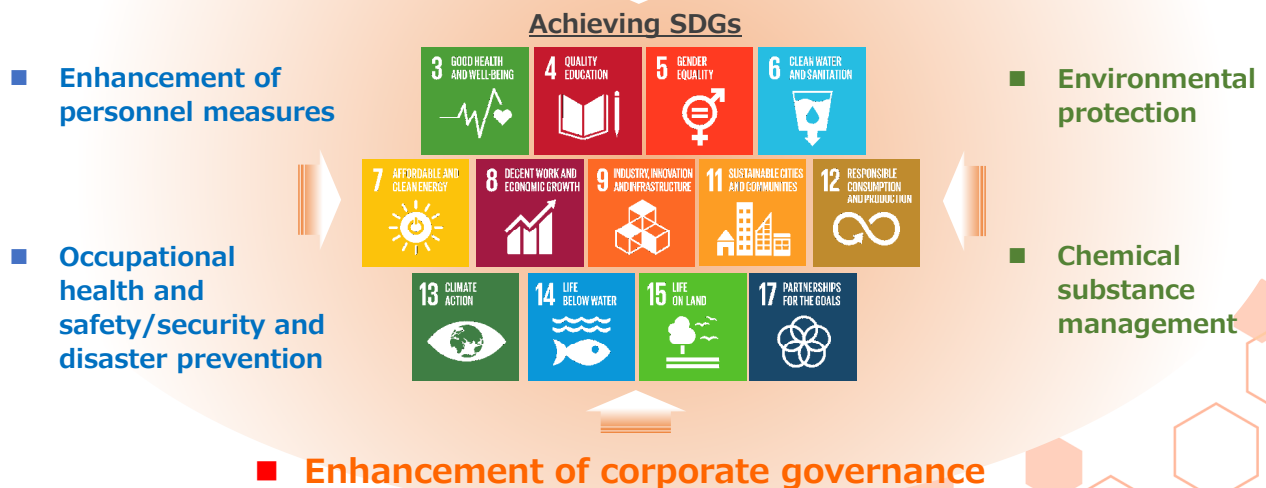 Achieving SDGs
■ Enhancement of
personnel measures
■ Occupational
health and
safety/security and
disaster prevention
3 GOOD HEALTH
AND WELL-BEING
4 QUALITY
EDUCATION
5 GENDER
EQUALITY
6 CLEAN WATER
AND SANITATION
7 AFFORDABLE AND
CLEAN ENERGY
8 DECENT WORK AND
ECONOMIC GROWTH
9 INDUSTRY, INNOVATION
AND INFRASTRUCTURE
11 SUSTAINABLE CITIES
AND COMMUNITIES
12 RESPONSIBLE
CONSUMPTION
AND PRODUCTION
13 CLIMATE
ACTION
14 LIFE
BELOW WATER
15 LIFE
ON LAND
17 PARTNERSHIPS
FOR THE GOALS
■ Environmental
protection
■ Chemical
substance
management
■ Enhancement of corporate governance